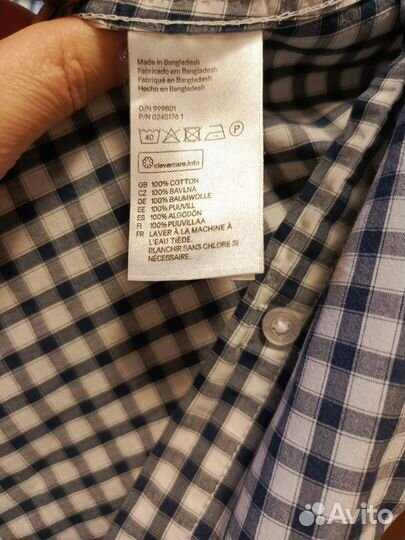 Made in Bangladesh
Fabricado em Bangladesh
Fabriqué en Bangladesh
Hecho en Bangladesh
O/N 999801
P/N 0245176 1
40 P
clevercare.info
GB 100% COTTON
CZ 100% BAVLNA
DE 100% BAUMWOLLE
EE 100% PUUVILL
ES 100% ALGODÓN
FI 100% PUUVILLAA
FR LAVER À LA MACHINE À
L'EAU TIÈDE.
BLANCHIR SANS CHLORE SI
NÉCESSAIRE.
Avito